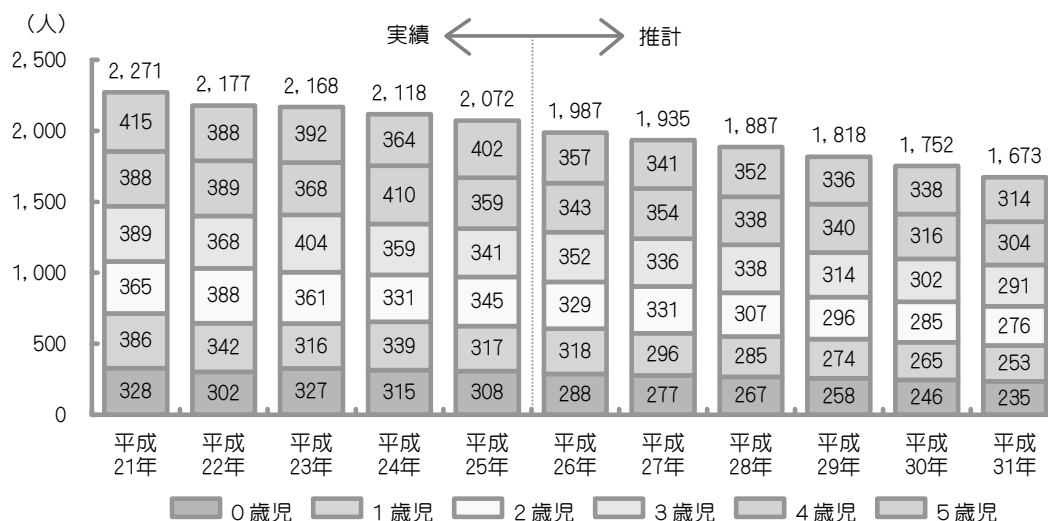 （人）
実績 推計
2,500
2,271 2,177 2,168 2,118 2,072 1,987 1,935 1,887 1,818 1,752 1,673
2,000
415 388 392 364 402 357 341 352 336 338 314
388 389 368 410 359 343 354 338 340 316 304
1,500
389 368 404 359 341 352 336 338 314 302 291
1,000
365 388 361 331 345 329 331 307 296 285 276
500
386 342 316 339 317 318 296 285 274 265 253
328 302 327 315 308 288 277 267 258 246 235
0
平成 平成 平成 平成 平成 平成 平成 平成 平成 平成 平成
21年 22年 23年 24年 25年 26年 27年 28年 29年 30年 31年
０歳児 １歳児 ２歳児 ３歳児 ４歳児 ５歳児